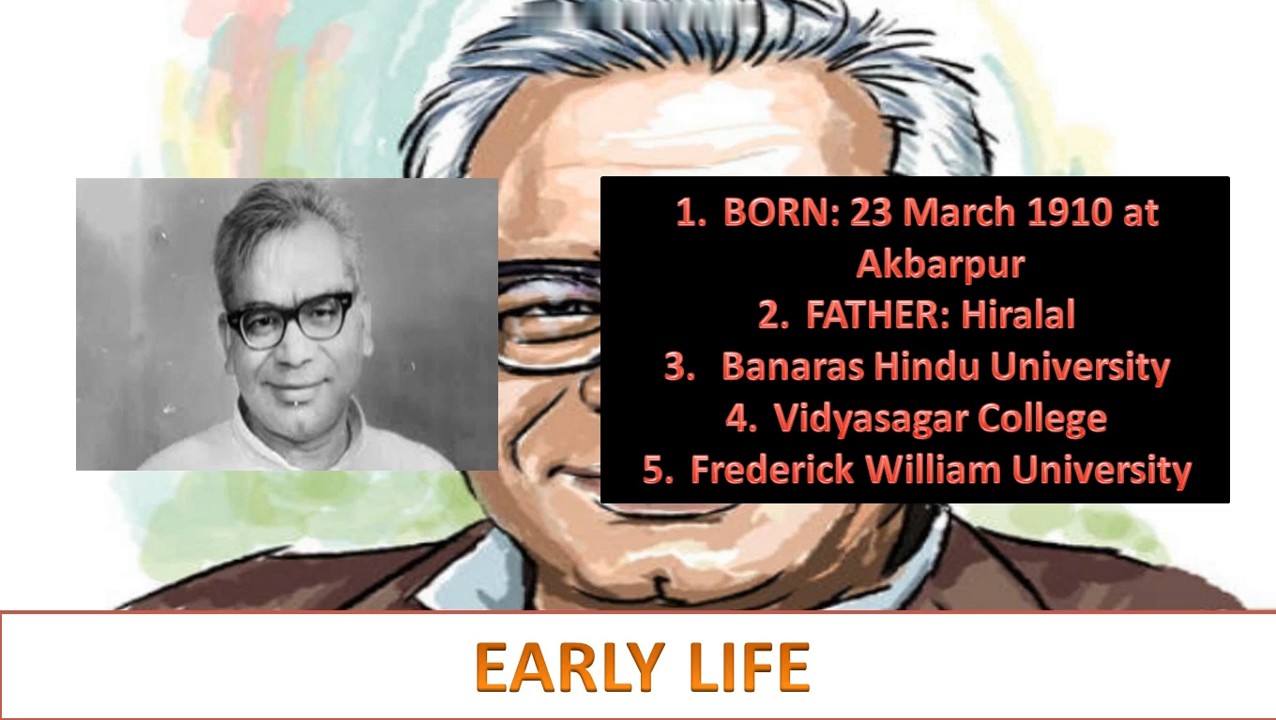 1. BORN: 23 March 1910 at
Akbarpur
2. FATHER: Hiralal
3. Banaras Hindu University
4. Vidyasagar College
5. Frederick William University
EARLY LIFE